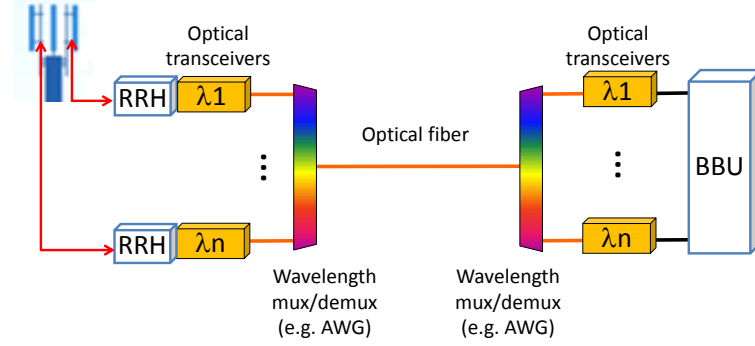 Optical
transceivers
Optical
transceivers
RRH
λ1
λ1
Optical fiber
⋮
⋮
BBU
RRH
λn
λn
Wavelength
mux/demux
(e.g. AWG)
Wavelength
mux/demux
(e.g. AWG)